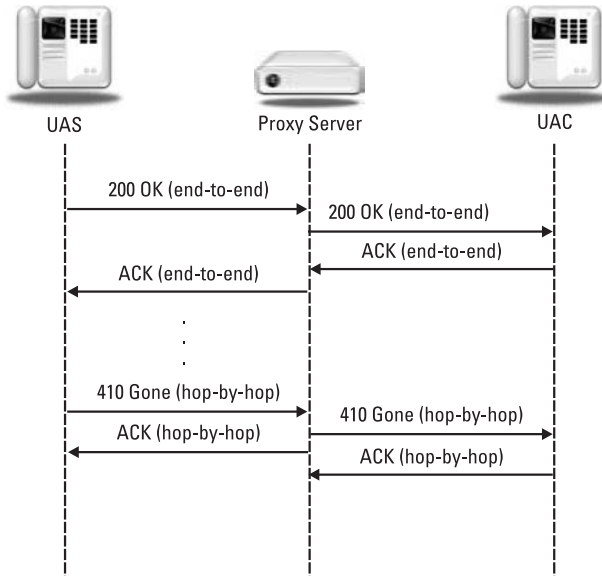 UAS
Proxy Server
UAC
200 OK (end-to-end)
200 OK (end-to-end)
ACK (end-to-end)
ACK (end-to-end)
410 Gone (hop-by-hop)
410 Gone (hop-by-hop)
ACK (hop-by-hop)
ACK (hop-by-hop)